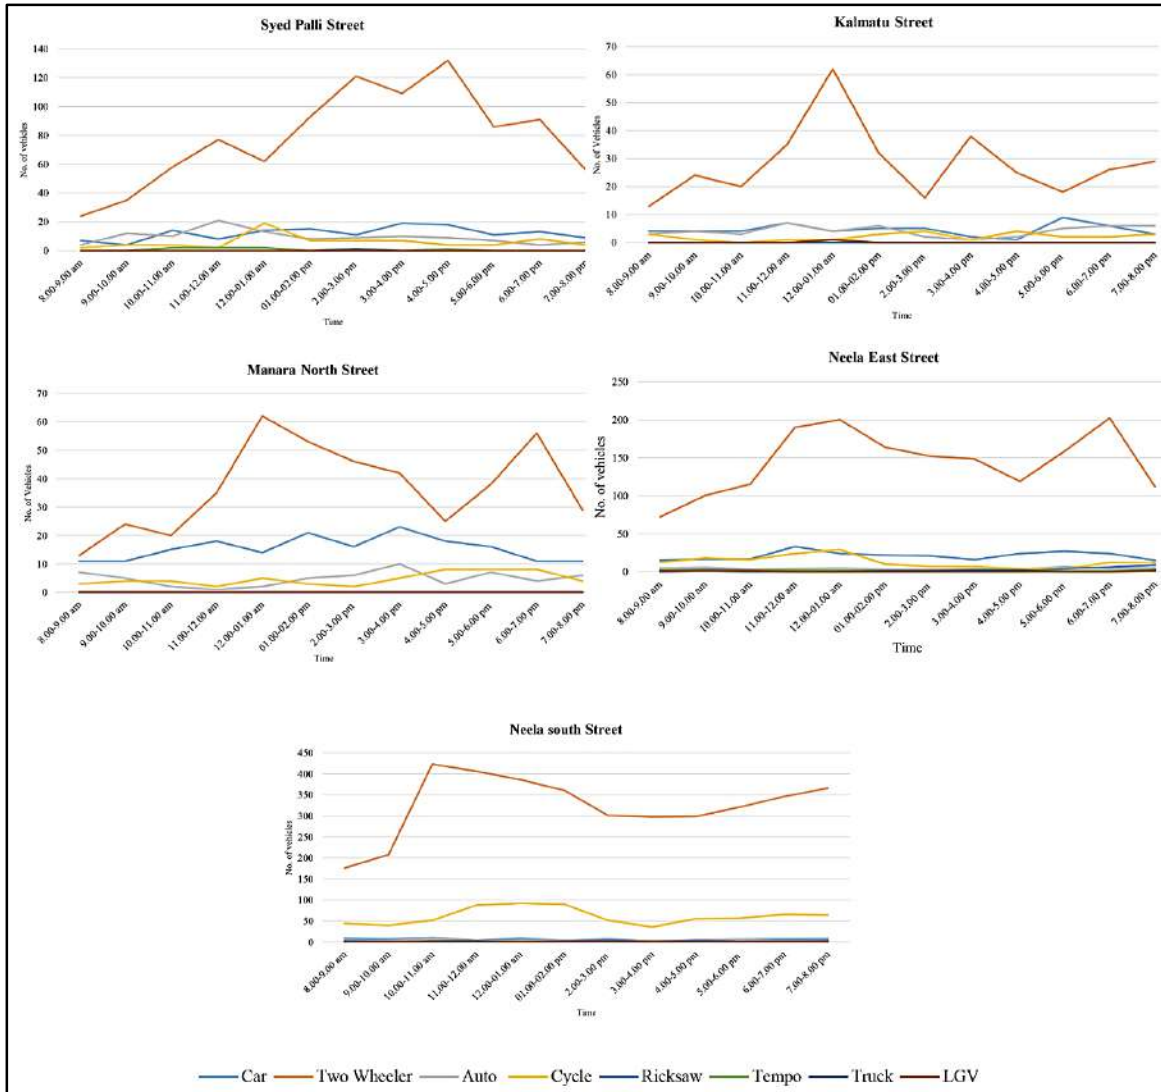 Syed Palli Street
140
120
100
80
60
40
20
0
No. of vehicles
8.00-9.00 am
9.00-10.00 am
10.00-11.00 am
11.00-12.00 am
12.00-01.00 am
01.00-02.00 pm
2.00-3.00 pm
3.00-4.00 pm
4.00-5.00 pm
5.00-6.00 pm
6.00-7.00 pm
7.00-8.00 pm
Time
Kalmatu Street
70
60
50
40
30
20
10
0
No. of Vehicles
8.00-9.00 am
9.00-10.00 am
10.00-11.00 am
11.00-12.00 am
12.00-01.00 am
01.00-02.00 pm
2.00-3.00 pm
3.00-4.00 pm
4.00-5.00 pm
5.00-6.00 pm
6.00-7.00 pm
7.00-8.00 pm
Time
Manara North Street
70
60
50
40
30
20
10
0
No. of Vehicles
8.00-9.00 am
9.00-10.00 am
10.00-11.00 am
11.00-12.00 am
12.00-01.00 am
01.00-02.00 pm
2.00-3.00 pm
3.00-4.00 pm
4.00-5.00 pm
5.00-6.00 pm
6.00-7.00 pm
7.00-8.00 pm
Time
Neela East Street
250
200
150
100
50
0
No. of vehicles
8.00-9.00 am
9.00-10.00 am
10.00-11.00 am
11.00-12.00 am
12.00-01.00 am
01.00-02.00 pm
2.00-3.00 pm
3.00-4.00 pm
4.00-5.00 pm
5.00-6.00 pm
6.00-7.00 pm
7.00-8.00 pm
Time
Neela south Street
450
400
350
300
250
200
150
100
50
0
No. of vehicles
8.00-9.00 am
9.00-10.00 am
10.00-11.00 am
11.00-12.00 am
12.00-01.00 am
01.00-02.00 pm
2.00-3.00 pm
3.00-4.00 pm
4.00-5.00 pm
5.00-6.00 pm
6.00-7.00 pm
7.00-8.00 pm
Time
Car Two Wheeler Auto Cycle Ricksaw Tempo Truck LGV